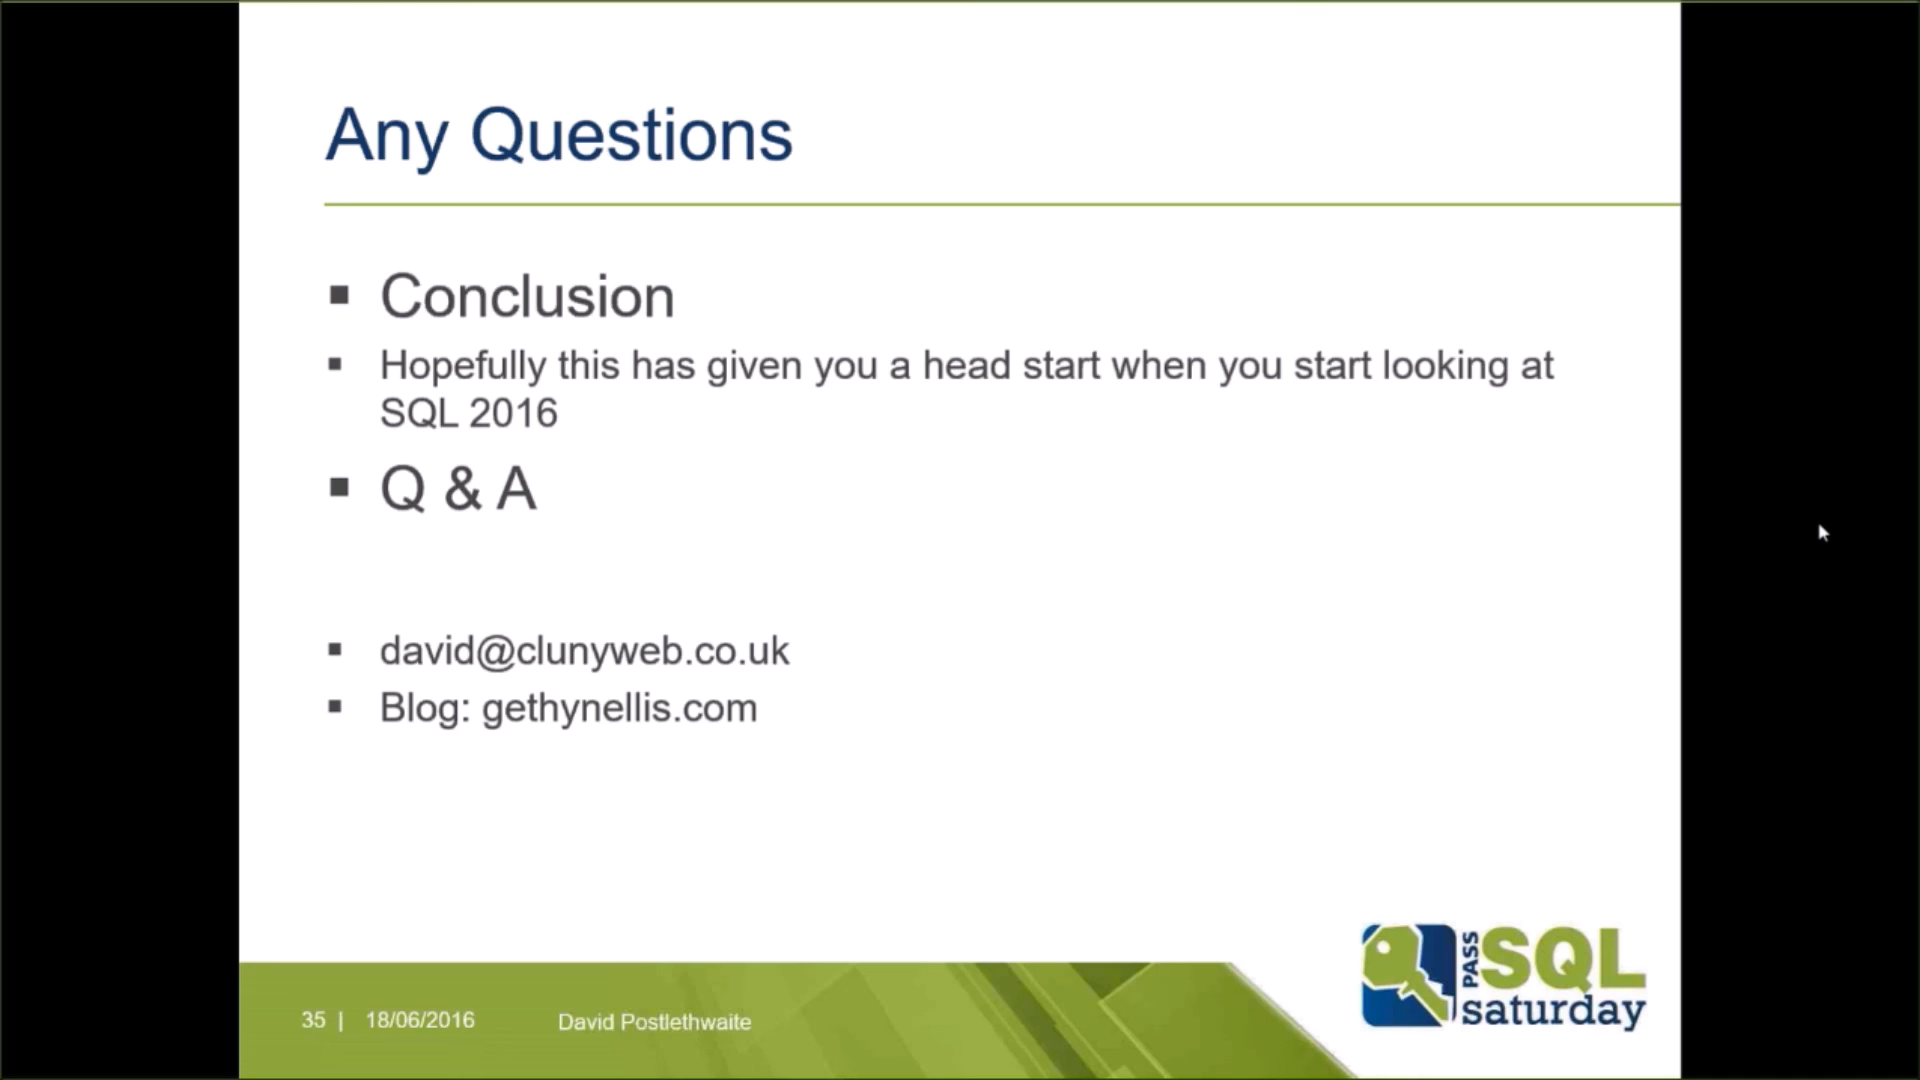 Any Questions
Conclusion
Hopefully this has given you a head start when you start looking at
SQL 2016
Q & A
david@clunyweb.co.uk
Blog: gethynellis.com
35 | 18/06/2016 David Postlethwaite
PASS SQL
saturday